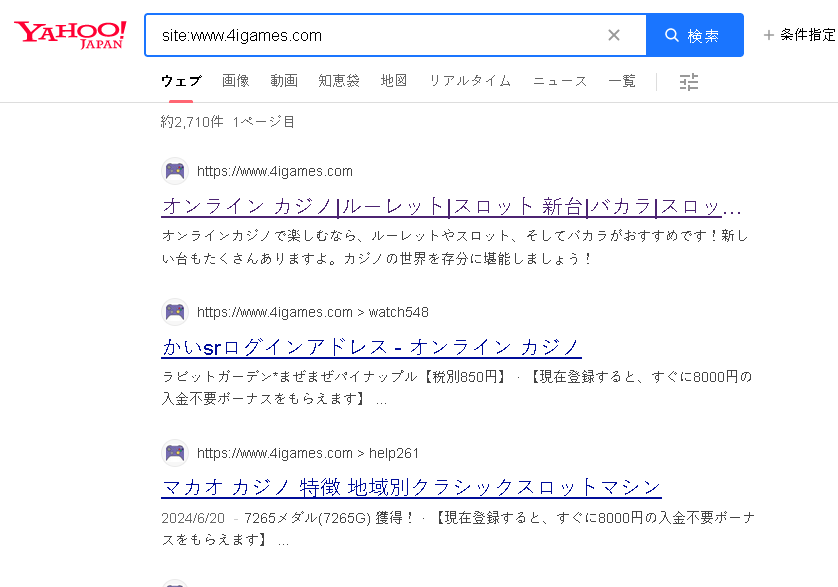 YAHOO!
JAPAN
site:www.4igames.com
検索
+ 条件指定
ウェブ 画像 動画 知恵袋 地図 リアルタイム ニュース 一覧
約2,710件 1ページ目
https://www.4igames.com
オンライン カジノ|ルーレット|スロット 新台|バカラ|スロッ...
オンラインカジノで楽しむなら、ルーレットやスロット、そしてバカラがおすすめです！新し
い台もたくさんありますよ。カジノの世界を存分に堪能しましょう！
https://www.4igames.com > watch548
かいsrログインアドレス - オンライン カジノ
ラビットガーデン*まぜまぜパイナップル【税別850円】 · 【現在登録すると、すぐに8000円の
入金不要ボーナスをもらえます】 ...
https://www.4igames.com > help261
マカオ カジノ 特徴 地域別クラシックスロットマシン
2024/6/20 - 7265メダル(7265G) 獲得！ · 【現在登録すると、すぐに8000円の入金不要ボーナ
スをもらえます】 ...